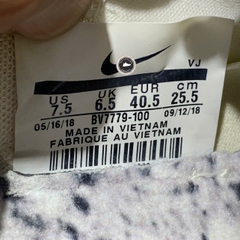 VJ
US UK EUR cm
7.5 6.5 40.5 25.5
05/16/18 BV7779-100 09/12/18
MADE IN VIETNAM
FABRIQUE AU VIETNAM